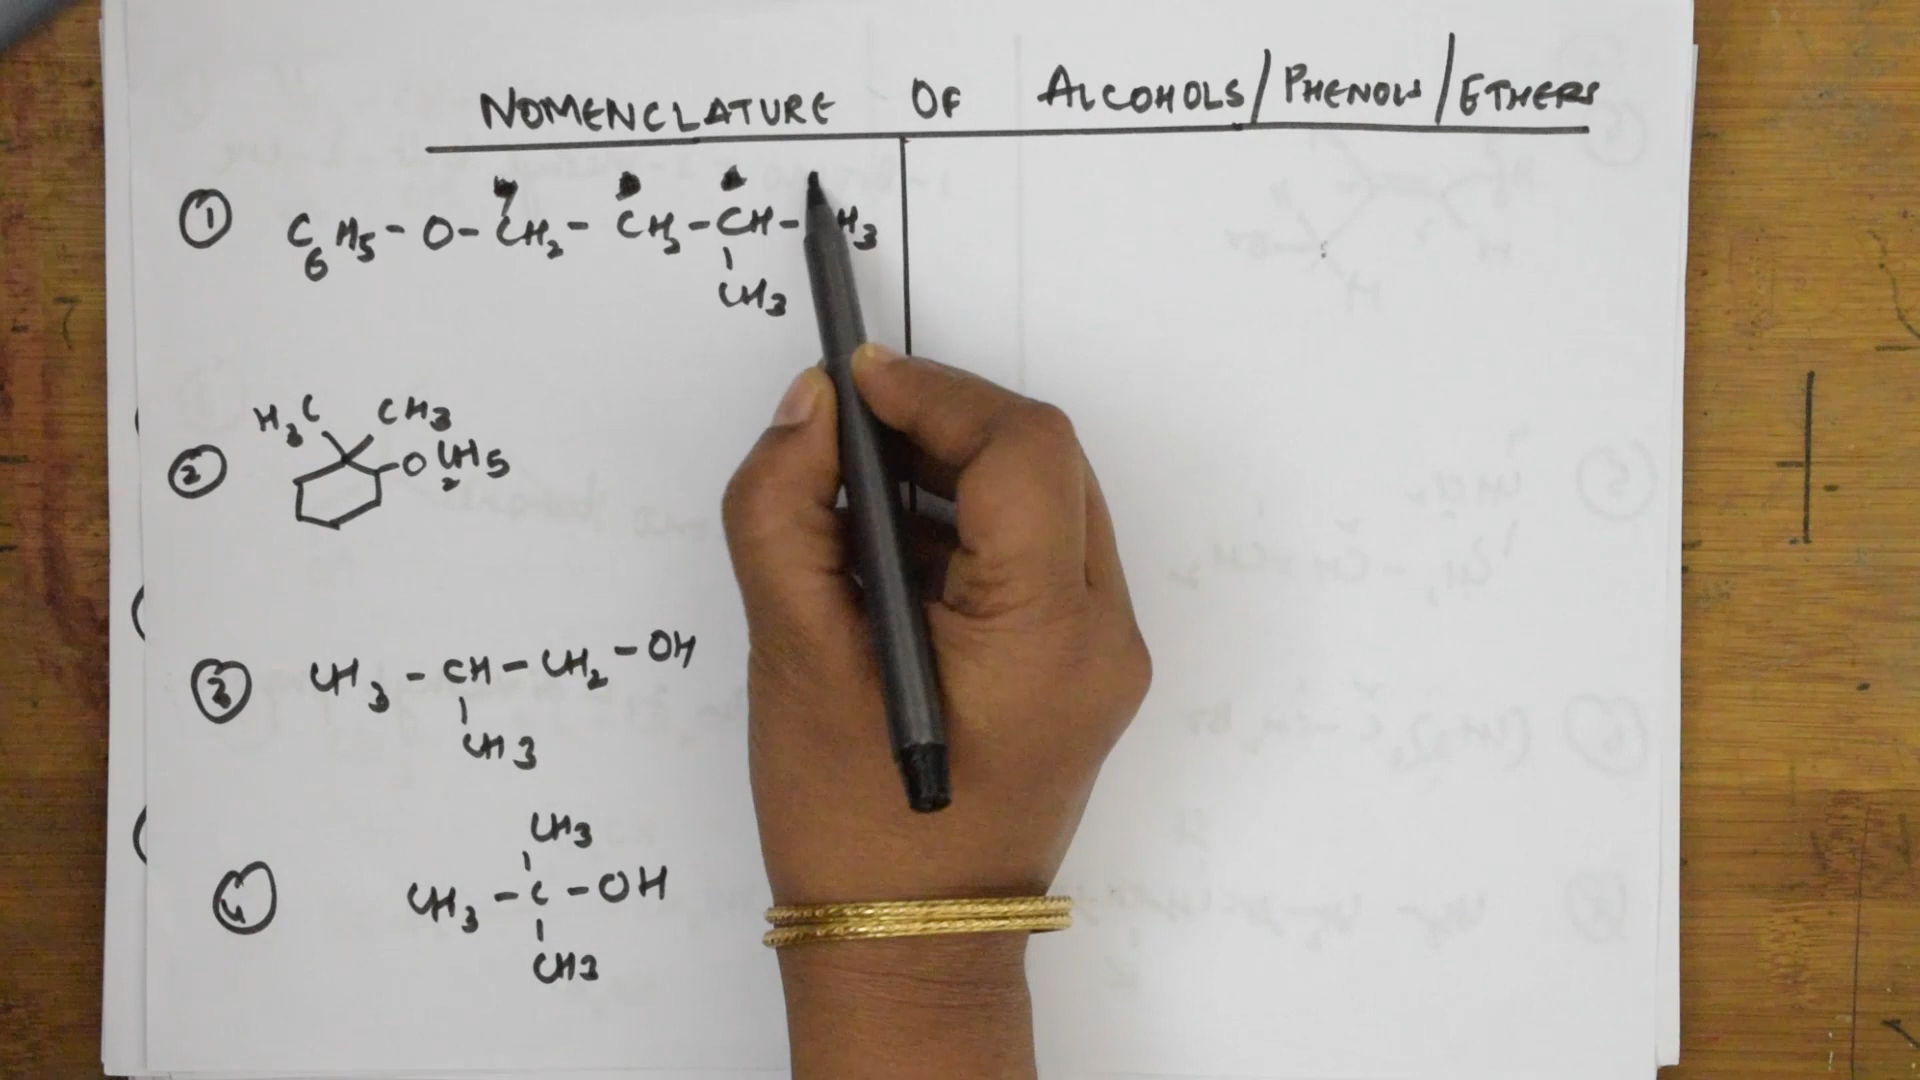 NOMENCLATURE OF ALCOHOLS/PHENOLS/ETHERS
① C6H5-O-CH2-CH2-CH-CH3
CH3
② H3C CH3
OC2H5
③ CH3-CH-CH2-OH
CH3
CH3
④ CH3-C-OH
CH3